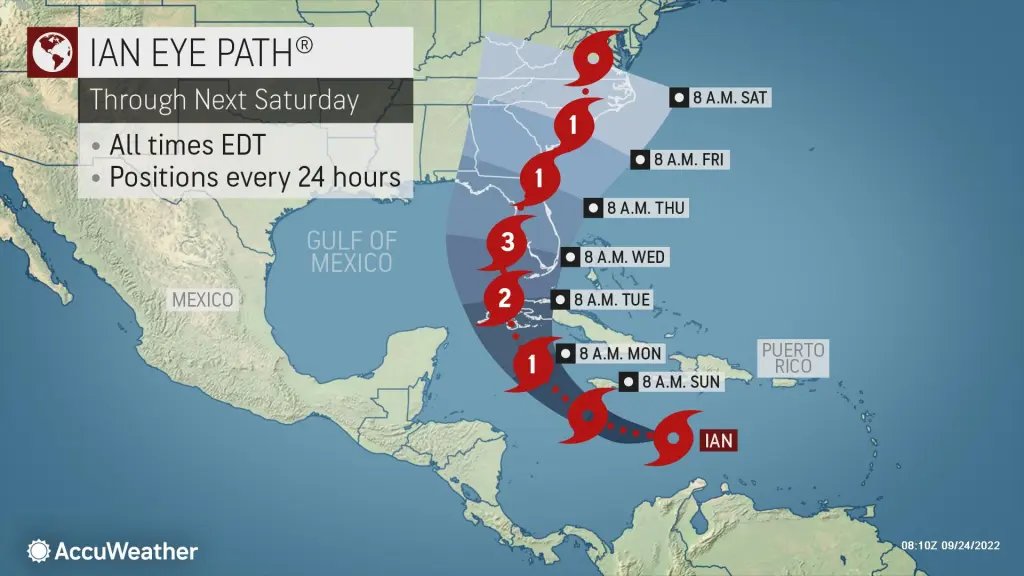 IAN EYE PATH®
Through Next Saturday
• All times EDT
• Positions every 24 hours
8 A.M. SAT
1
8 A.M. FRI
1
8 A.M. THU
3
GULF OF
MEXICO
8 A.M. WED
2
8 A.M. TUE
MEXICO
1
8 A.M. MON
PUERTO
RICO
8 A.M. SUN
IAN
AccuWeather
08:10Z 09/24/2022